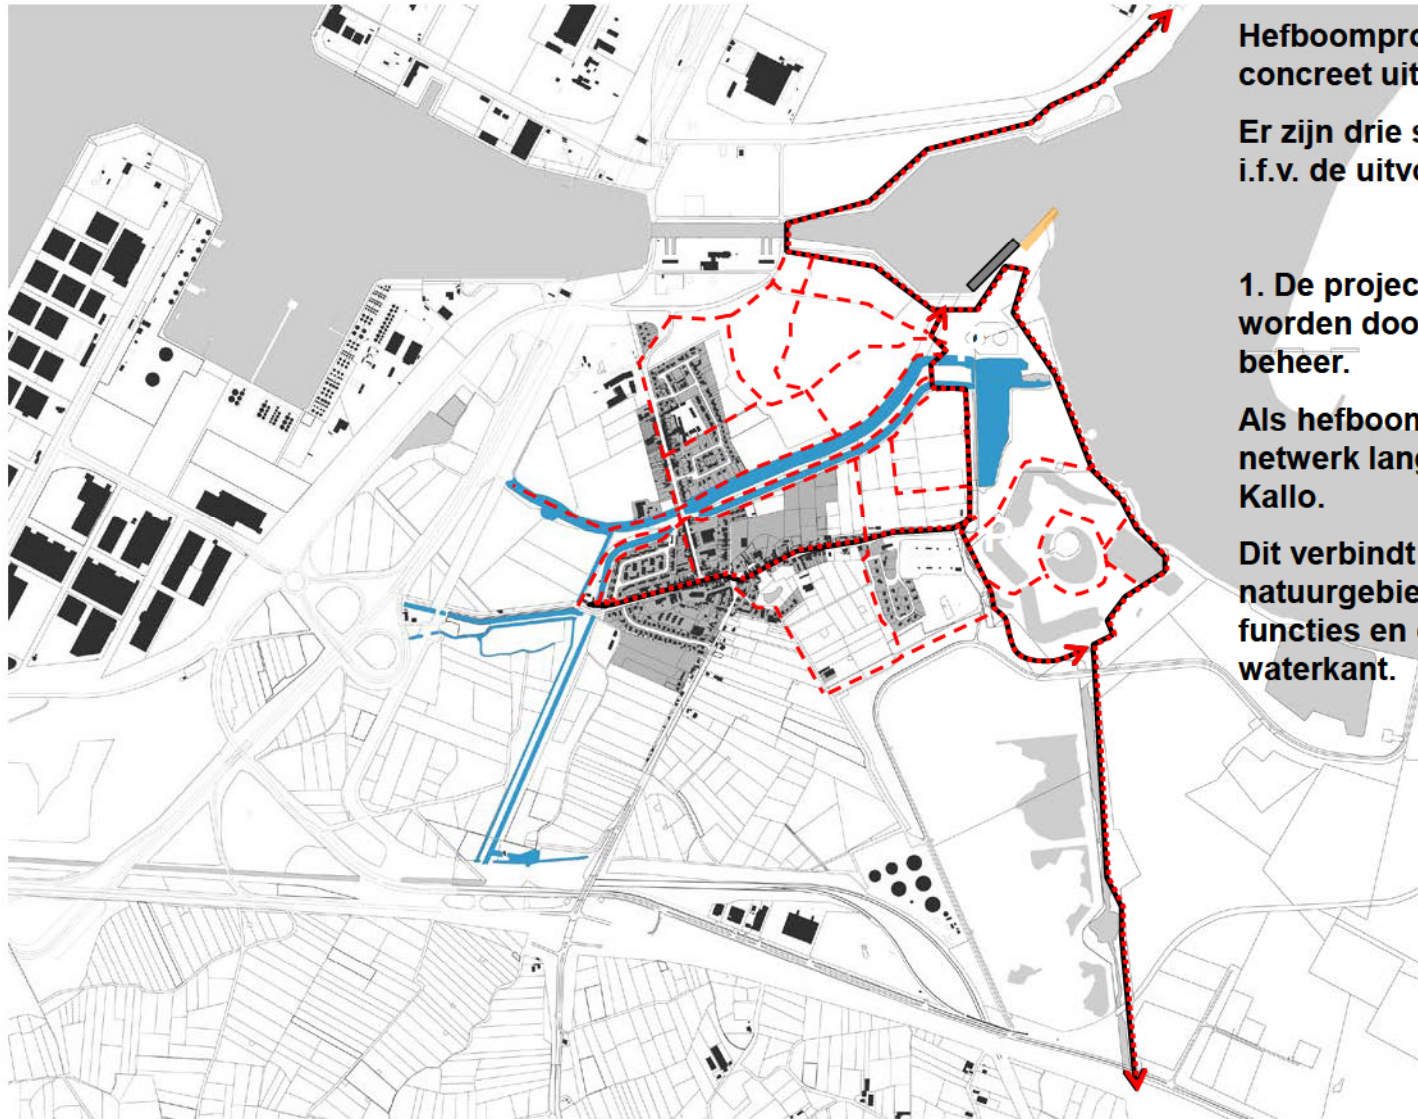 Hefboompro
concreet uit
Er zijn drie s
i.f.v. de uitvo
1. De projec
worden doo
beheer.
Als hefboom
netwerk lang
Kallo.
Dit verbindt
natuurgebie
functies en
waterkant.
P